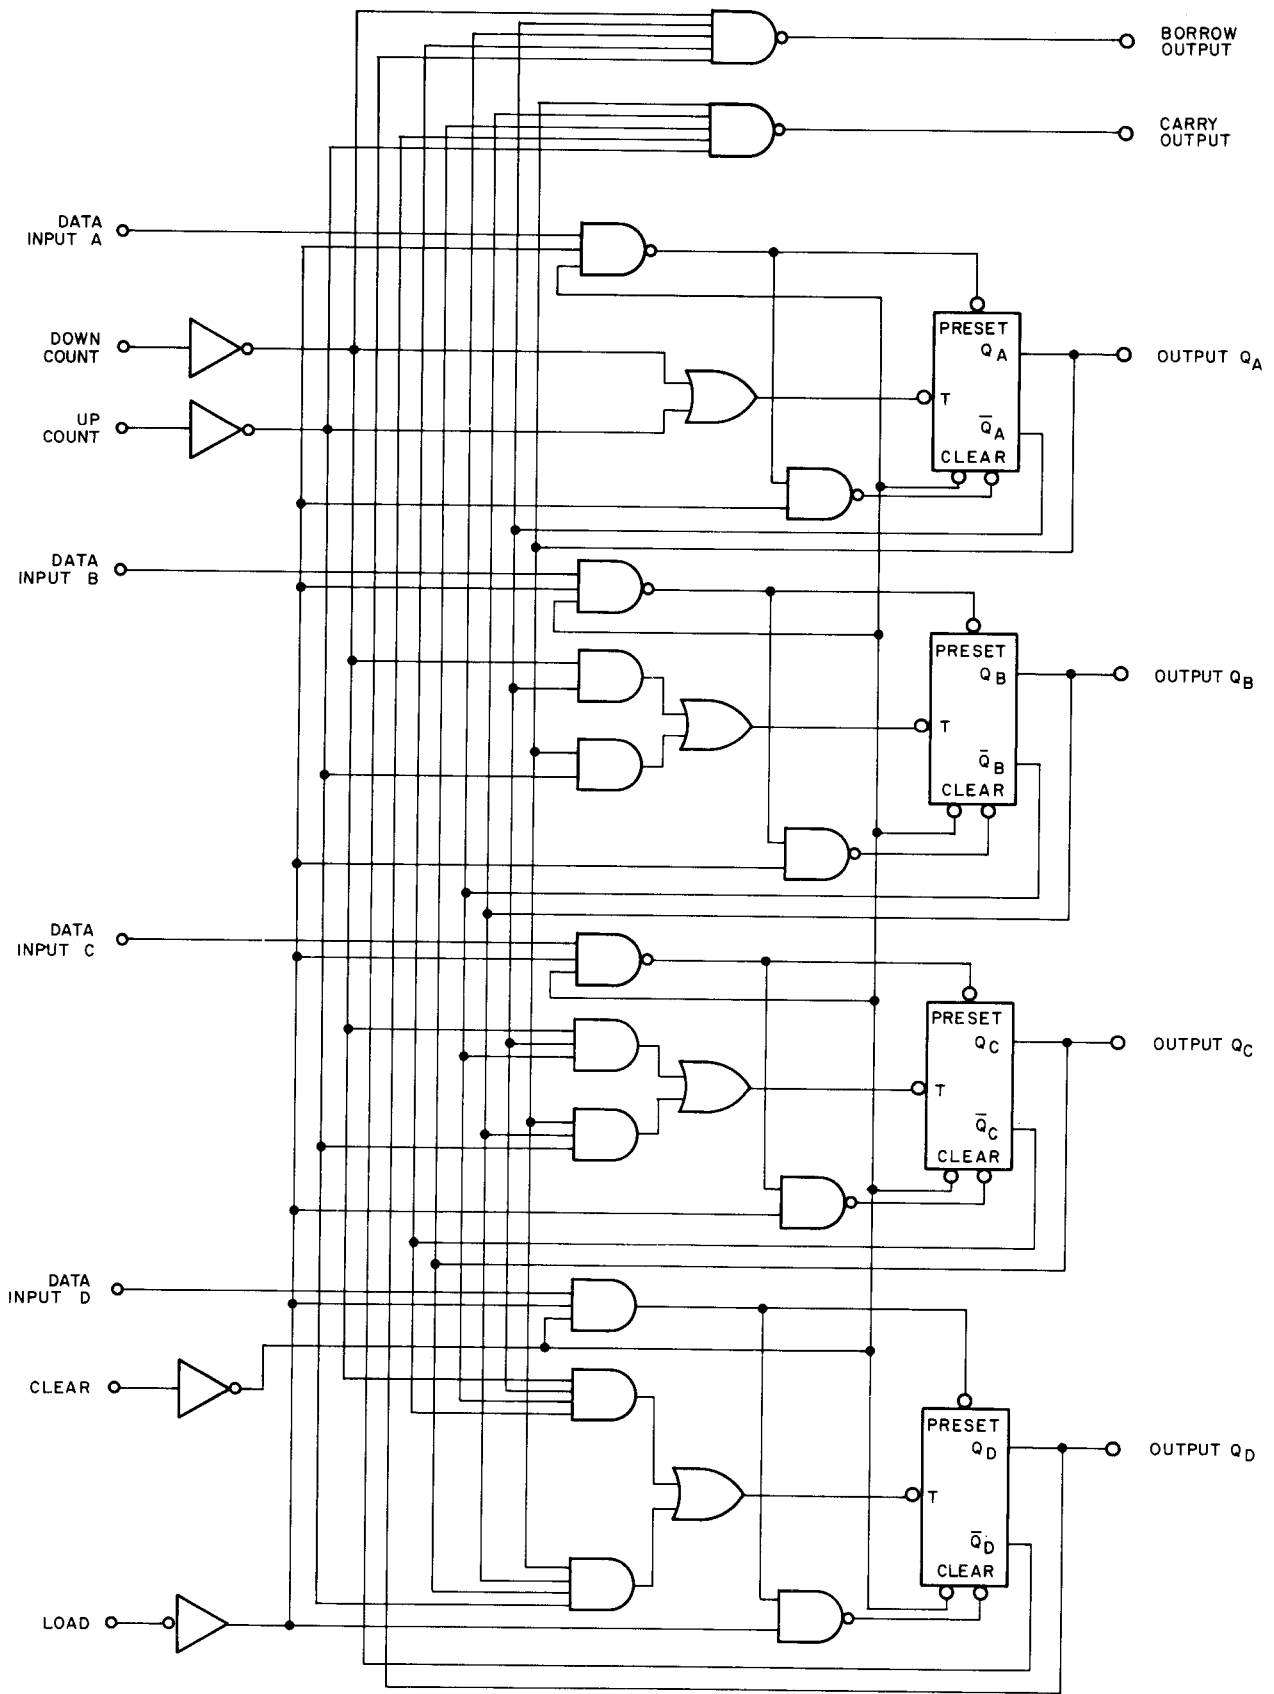 BORROW
OUTPUT
CARRY
OUTPUT
DATA
INPUT A
DOWN
COUNT
UP
COUNT
PRESET
QA
T
Q̅A
CLEAR
OUTPUT QA
DATA
INPUT B
PRESET
QB
T
Q̅B
CLEAR
OUTPUT QB
DATA
INPUT C
PRESET
QC
T
Q̅C
CLEAR
OUTPUT QC
DATA
INPUT D
CLEAR
PRESET
QD
T
Q̅D
CLEAR
OUTPUT QD
LOAD